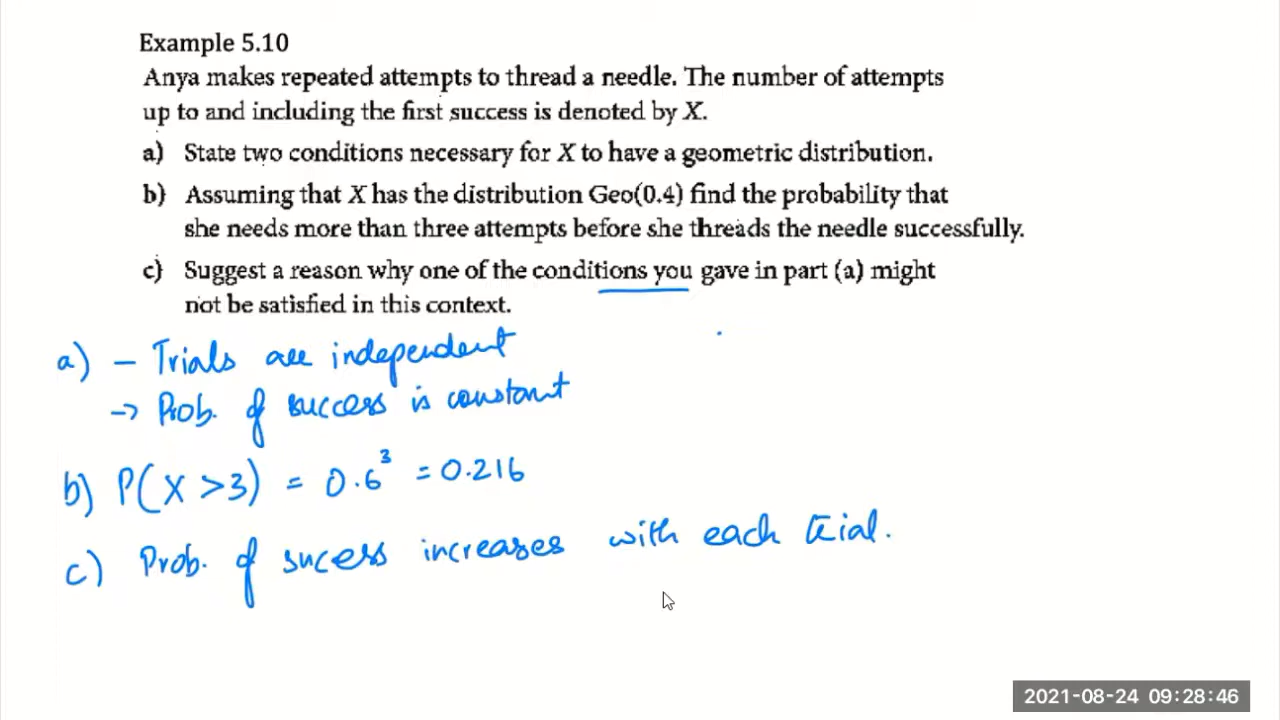 Example 5.10
Anya makes repeated attempts to thread a needle. The number of attempts
up to and including the first success is denoted by X.
a) State two conditions necessary for X to have a geometric distribution.
b) Assuming that X has the distribution Geo(0.4) find the probability that
she needs more than three attempts before she threads the needle successfully.
c) Suggest a reason why one of the conditions you gave in part (a) might
not be satisfied in this context.
a) – Trials are independent
→ Prob. of success is constant
b) P(X > 3) = 0.6³ = 0.216
c) Prob. of sucess increases with each trial.
2021-08-24 09:28:46